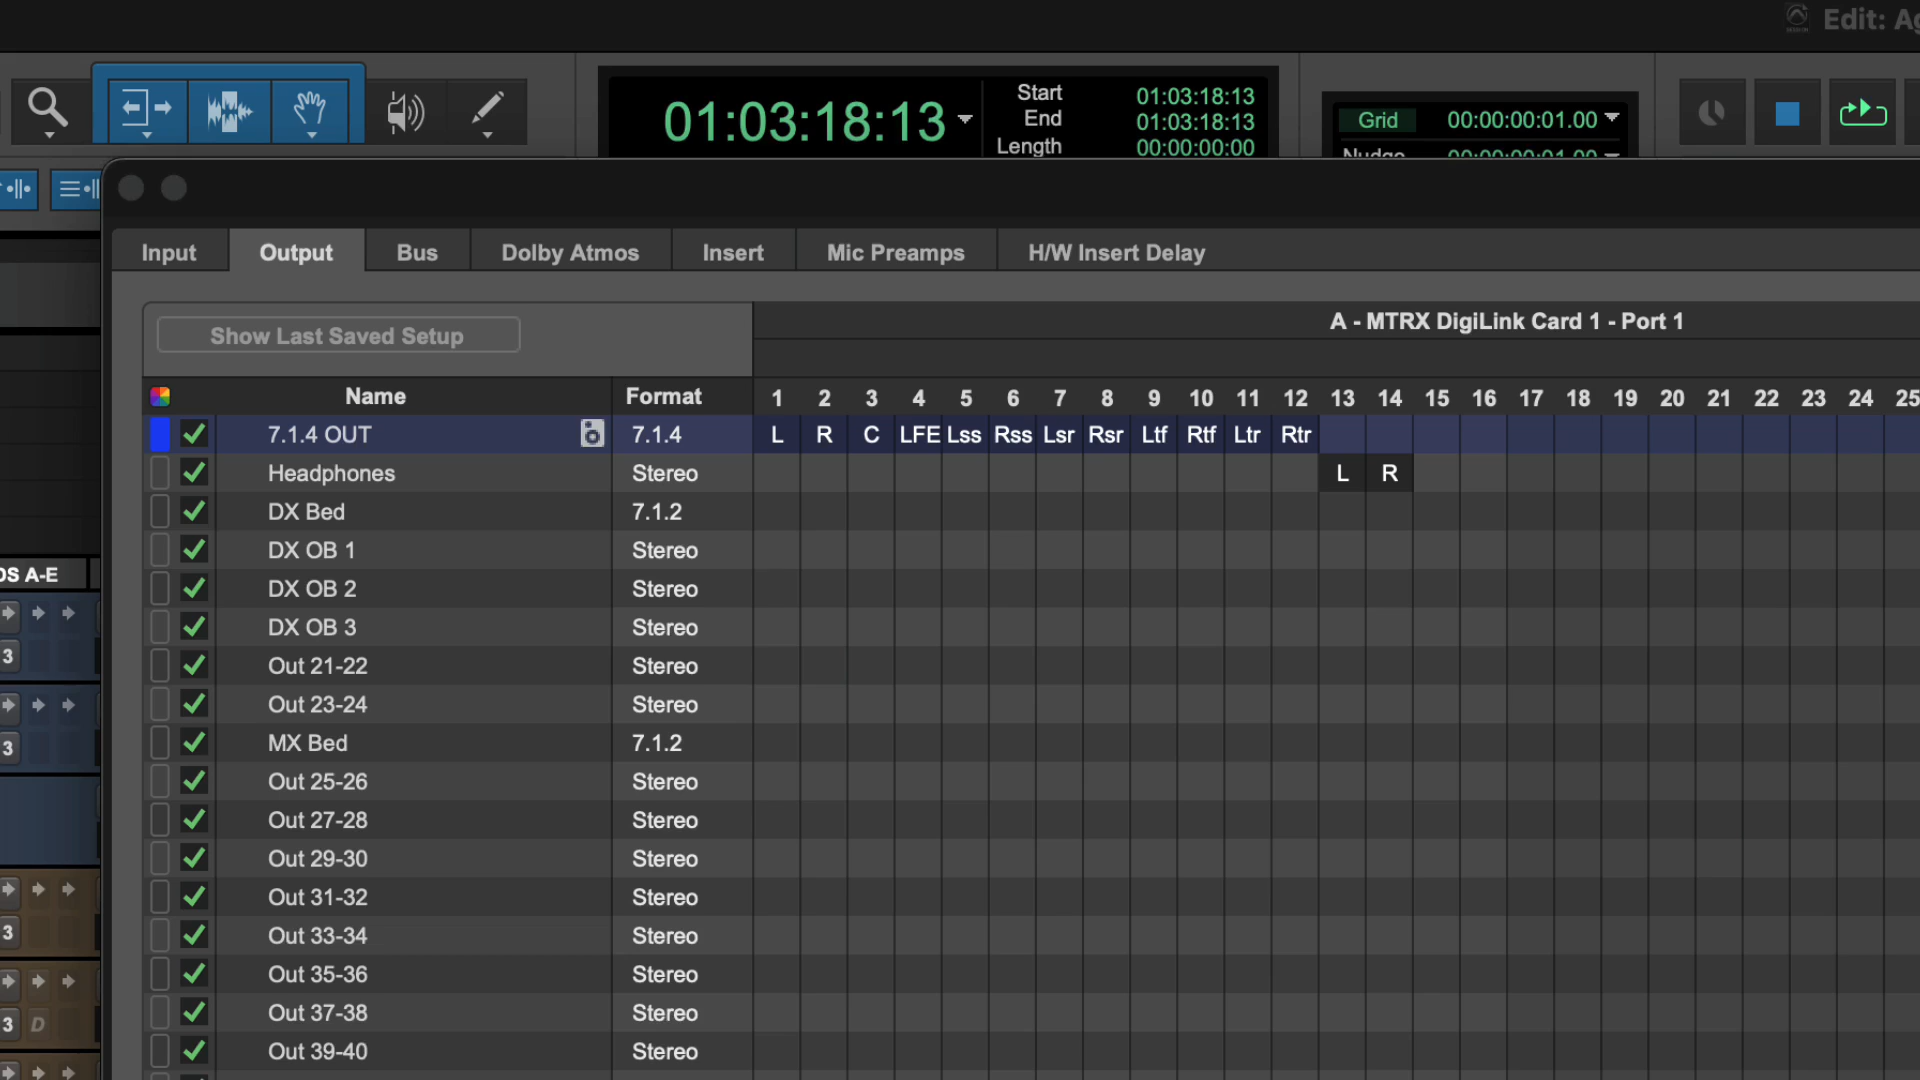 Edit: Ag
01:03:18:13
Start 01:03:18:13
End 01:03:18:13
Length 00:00:00:00
Grid 00:00:00:01.00
Nudge 00:00:00:01.00
Input Output Bus Dolby Atmos Insert Mic Preamps H/W Insert Delay
Show Last Saved Setup
A - MTRX DigiLink Card 1 - Port 1
Name Format 1 2 3 4 5 6 7 8 9 10 11 12 13 14 15 16 17 18 19 20 21 22 23 24 25
7.1.4 OUT 7.1.4 L R C LFE Lss Rss Lsr Rsr Ltf Rtf Ltr Rtr
Headphones Stereo L R
DX Bed 7.1.2
DX OB 1 Stereo
DS A-E
DX OB 2 Stereo
DX OB 3 Stereo
3
Out 21-22 Stereo
Out 23-24 Stereo
MX Bed 7.1.2
3
Out 25-26 Stereo
Out 27-28 Stereo
Out 29-30 Stereo
Out 31-32 Stereo
Out 33-34 Stereo
3
Out 35-36 Stereo
Out 37-38 Stereo
3 D
Out 39-40 Stereo